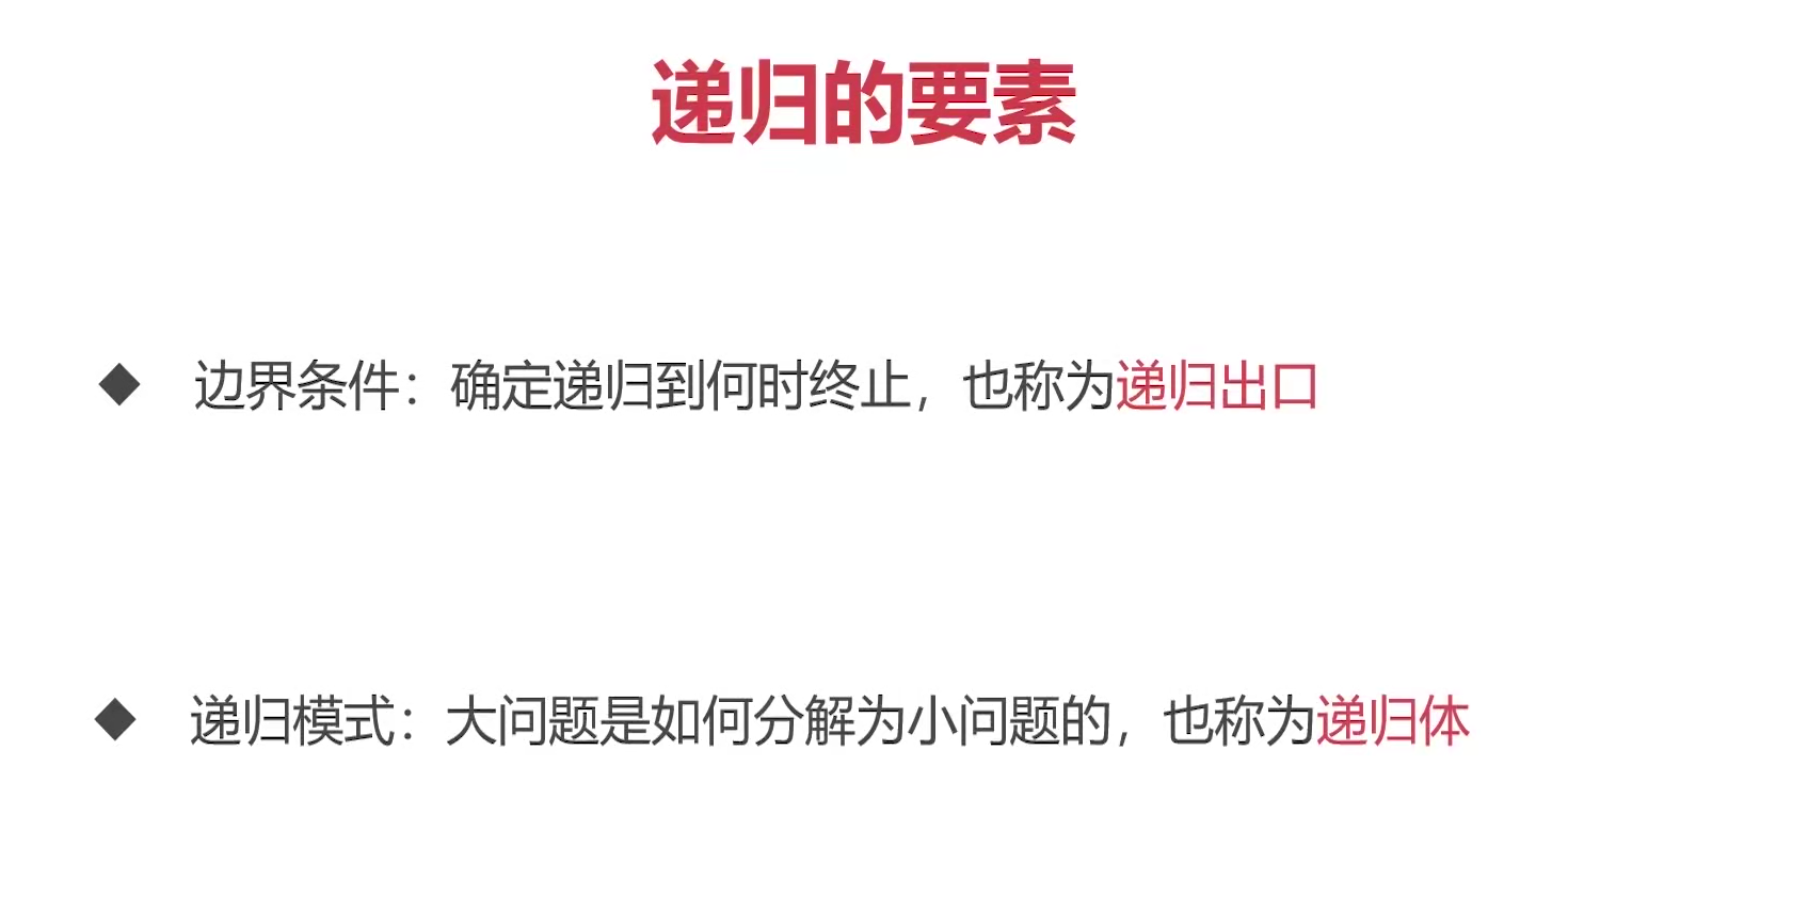 递归的要素
◆ 边界条件：确定递归到何时终止，也称为递归出口
◆ 递归模式：大问题是如何分解为小问题的，也称为递归体